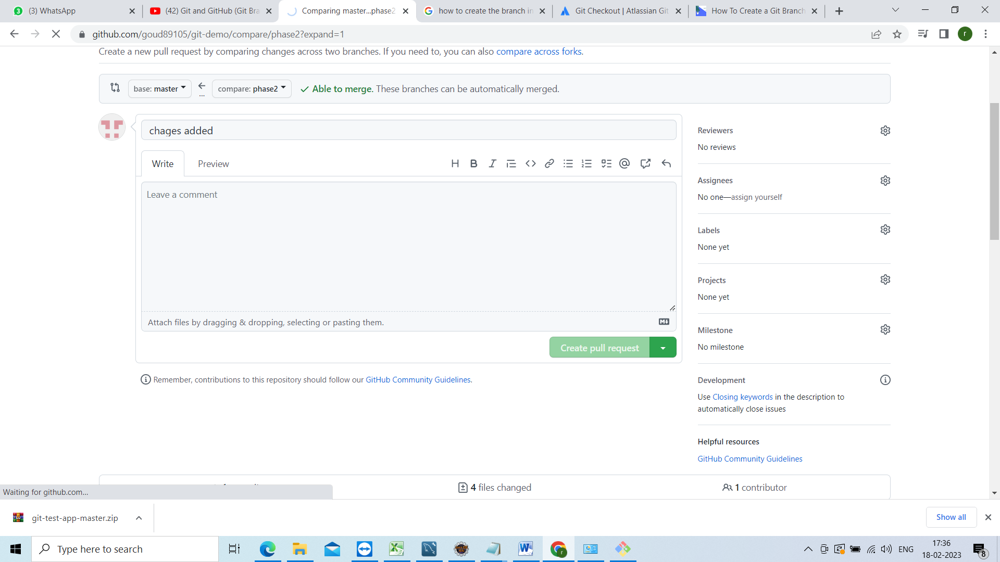 (3) WhatsApp
(42) Git and GitHub (Git Bra
Comparing master...phase2
how to create the branch in
Git Checkout | Atlassian Git
How To Create a Git Branch
github.com/goud89105/git-demo/compare/phase2?expand=1
r
Create a new pull request by comparing changes across two branches. If you need to, you can also compare across forks.
base: master
...
compare: phase2
Able to merge. These branches can be automatically merged.
chages added
Write
Preview
Leave a comment
Attach files by dragging & dropping, selecting or pasting them.
Create pull request
Remember, contributions to this repository should follow our GitHub Community Guidelines.
Reviewers
No reviews
Assignees
No one—assign yourself
Labels
None yet
Projects
None yet
Milestone
No milestone
Development
Use Closing keywords in the description to
automatically close issues
Helpful resources
GitHub Community Guidelines
4 files changed
1 contributor
Waiting for github.com...
git-test-app-master.zip
Show all
Type here to search
ENG
17:36
18-02-2023
8